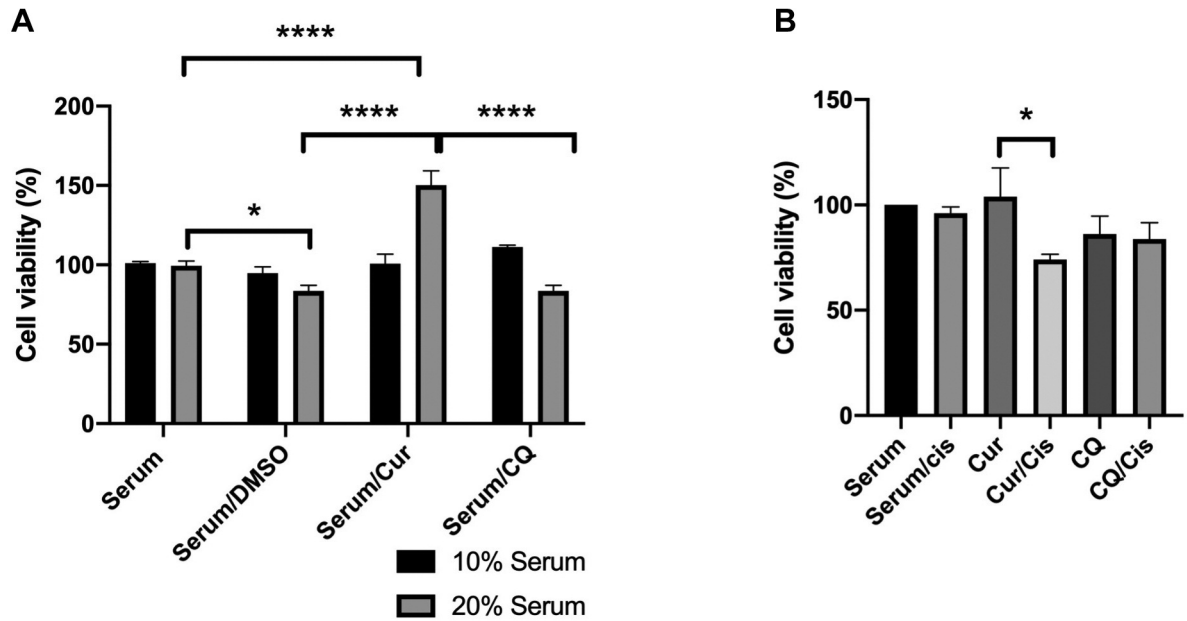 A
****
****
****
*
Cell viability (%)
200
150
100
50
0
Serum
Serum/DMSO
Serum/Cur
Serum/CQ
10% Serum
20% Serum
B
*
Cell viability (%)
150
100
50
0
Serum
Serum/cis
Cur
Cur/Cis
CQ
CQ/Cis